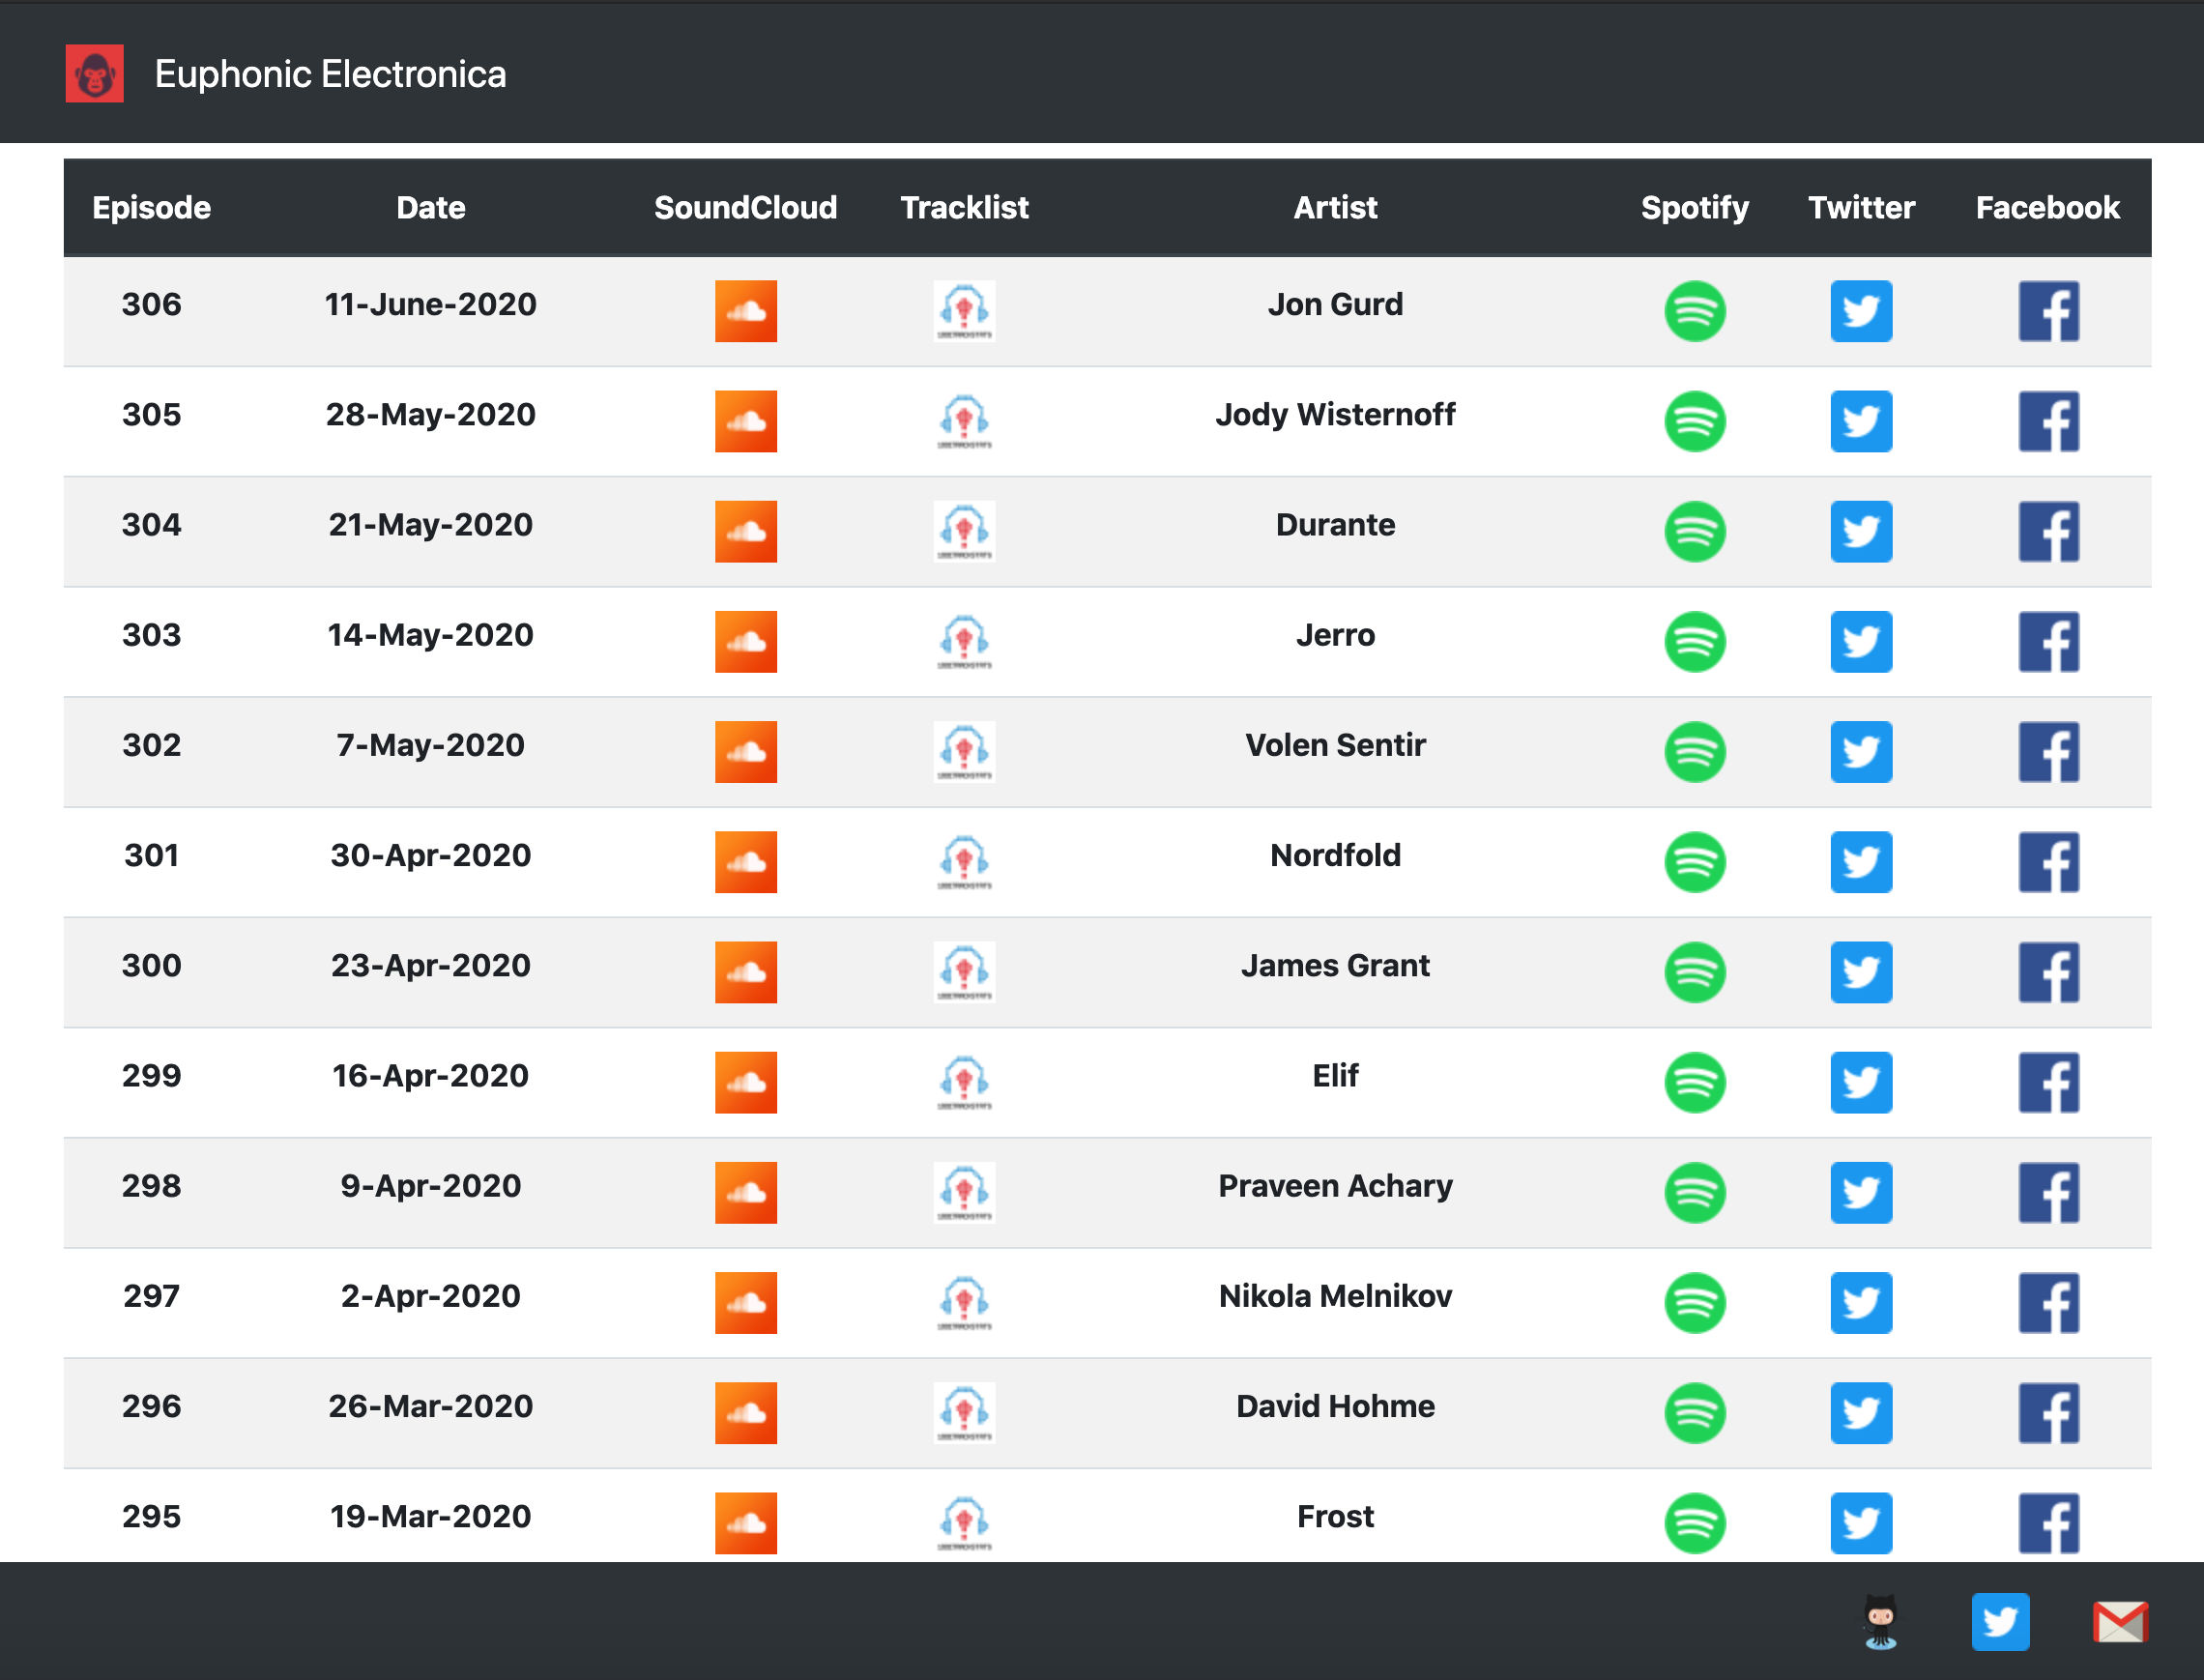 Euphonic Electronica
Episode Date SoundCloud Tracklist Artist Spotify Twitter Facebook
306 11-June-2020 Jon Gurd
305 28-May-2020 Jody Wisternoff
304 21-May-2020 Durante
303 14-May-2020 Jerro
302 7-May-2020 Volen Sentir
301 30-Apr-2020 Nordfold
300 23-Apr-2020 James Grant
299 16-Apr-2020 Elif
298 9-Apr-2020 Praveen Achary
297 2-Apr-2020 Nikola Melnikov
296 26-Mar-2020 David Hohme
295 19-Mar-2020 Frost